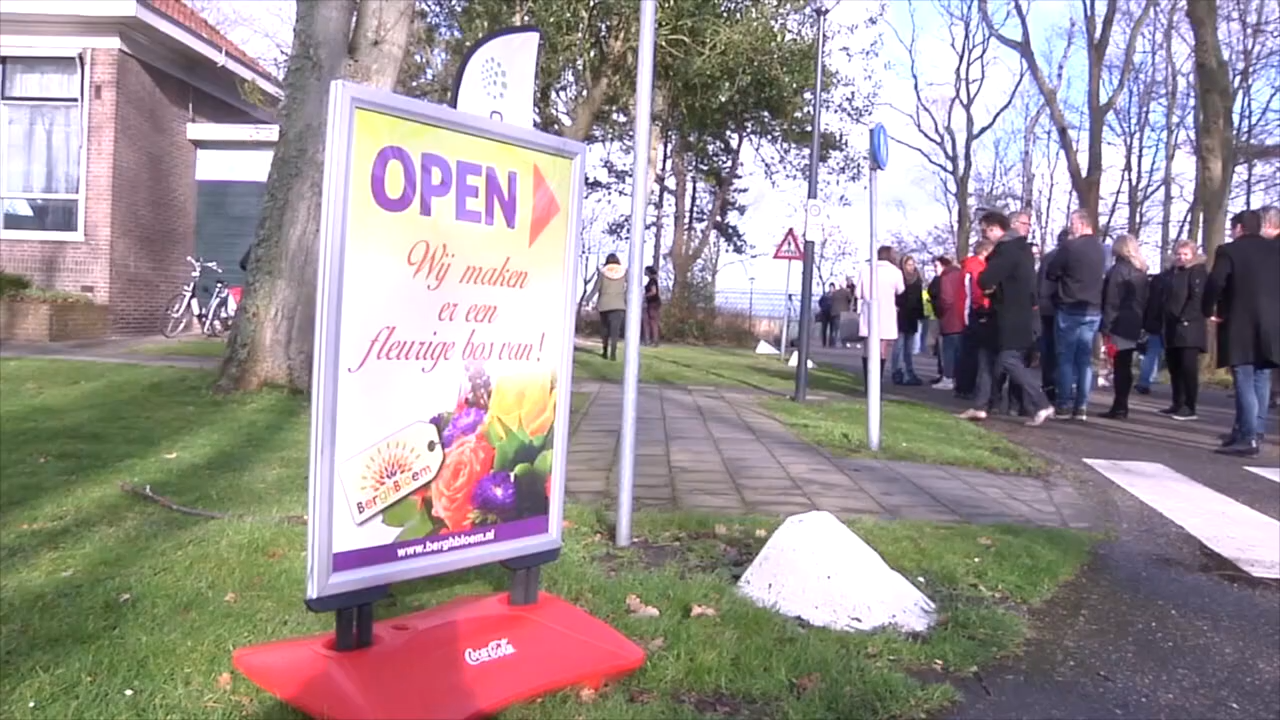 OPEN
Wij maken
er een
fleurige bos van!
BerghBloem
www.berghbloem.nl
Coca-Cola